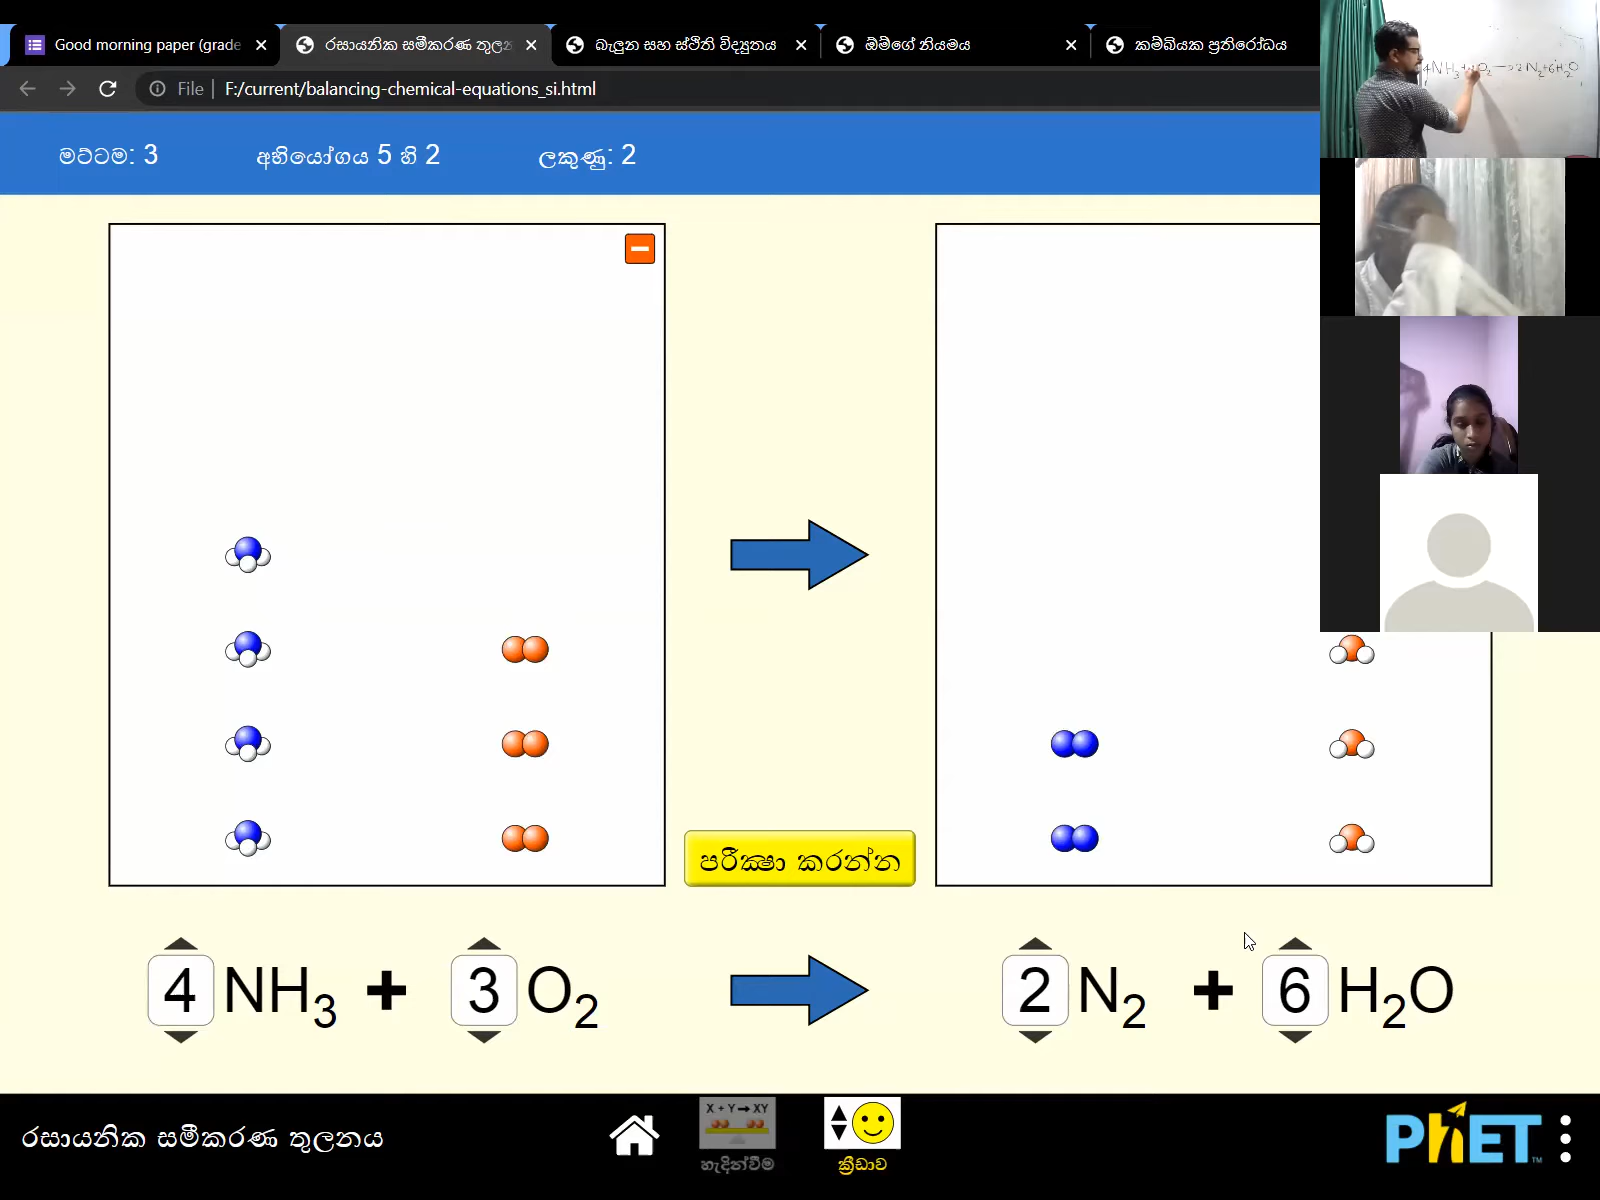 Good morning paper (grade
රසායනික සමීකරණ තුලන
බැලුන සහ ස්ථිති විද්‍යුතය
ඕම්ගේ නියමය
කම්බියක ප්‍රතිරෝධය
File | F:/current/balancing-chemical-equations_si.html
මට්ටම: 3 අභියෝගය 5 හි 2 ලකුණු: 2
පරීක්‍ෂා කරන්න
4 NH₃ + 3 O₂ 2 N₂ + 6 H₂O
X + Y → XY
රසායනික සමීකරණ තුලනය
හැදින්වීම
ක්‍රීඩාව
PhET